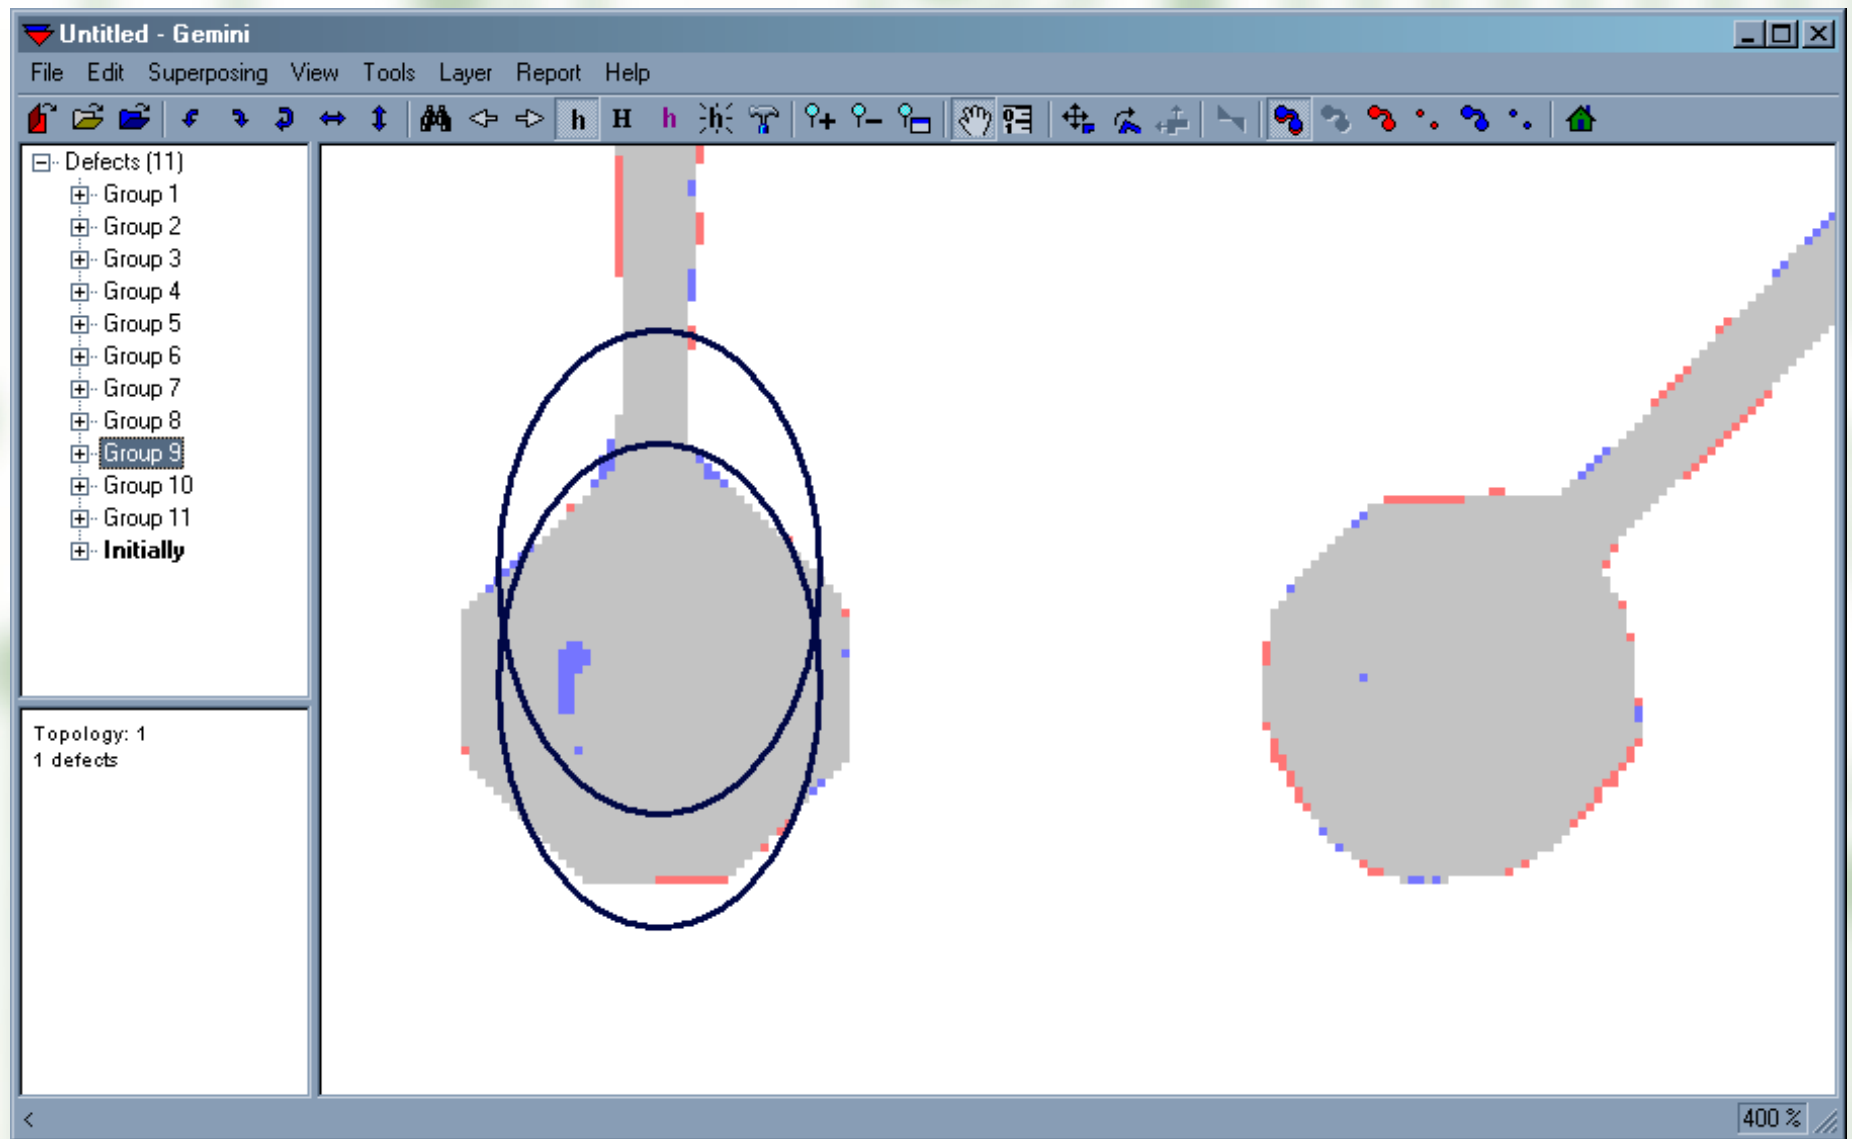 Untitled - Gemini
File Edit Superposing View Tools Layer Report Help
h H h h
Defects (11)
Group 1
Group 2
Group 3
Group 4
Group 5
Group 6
Group 7
Group 8
Group 9
Group 10
Group 11
Initially
Topology: 1
1 defects
< 400 %